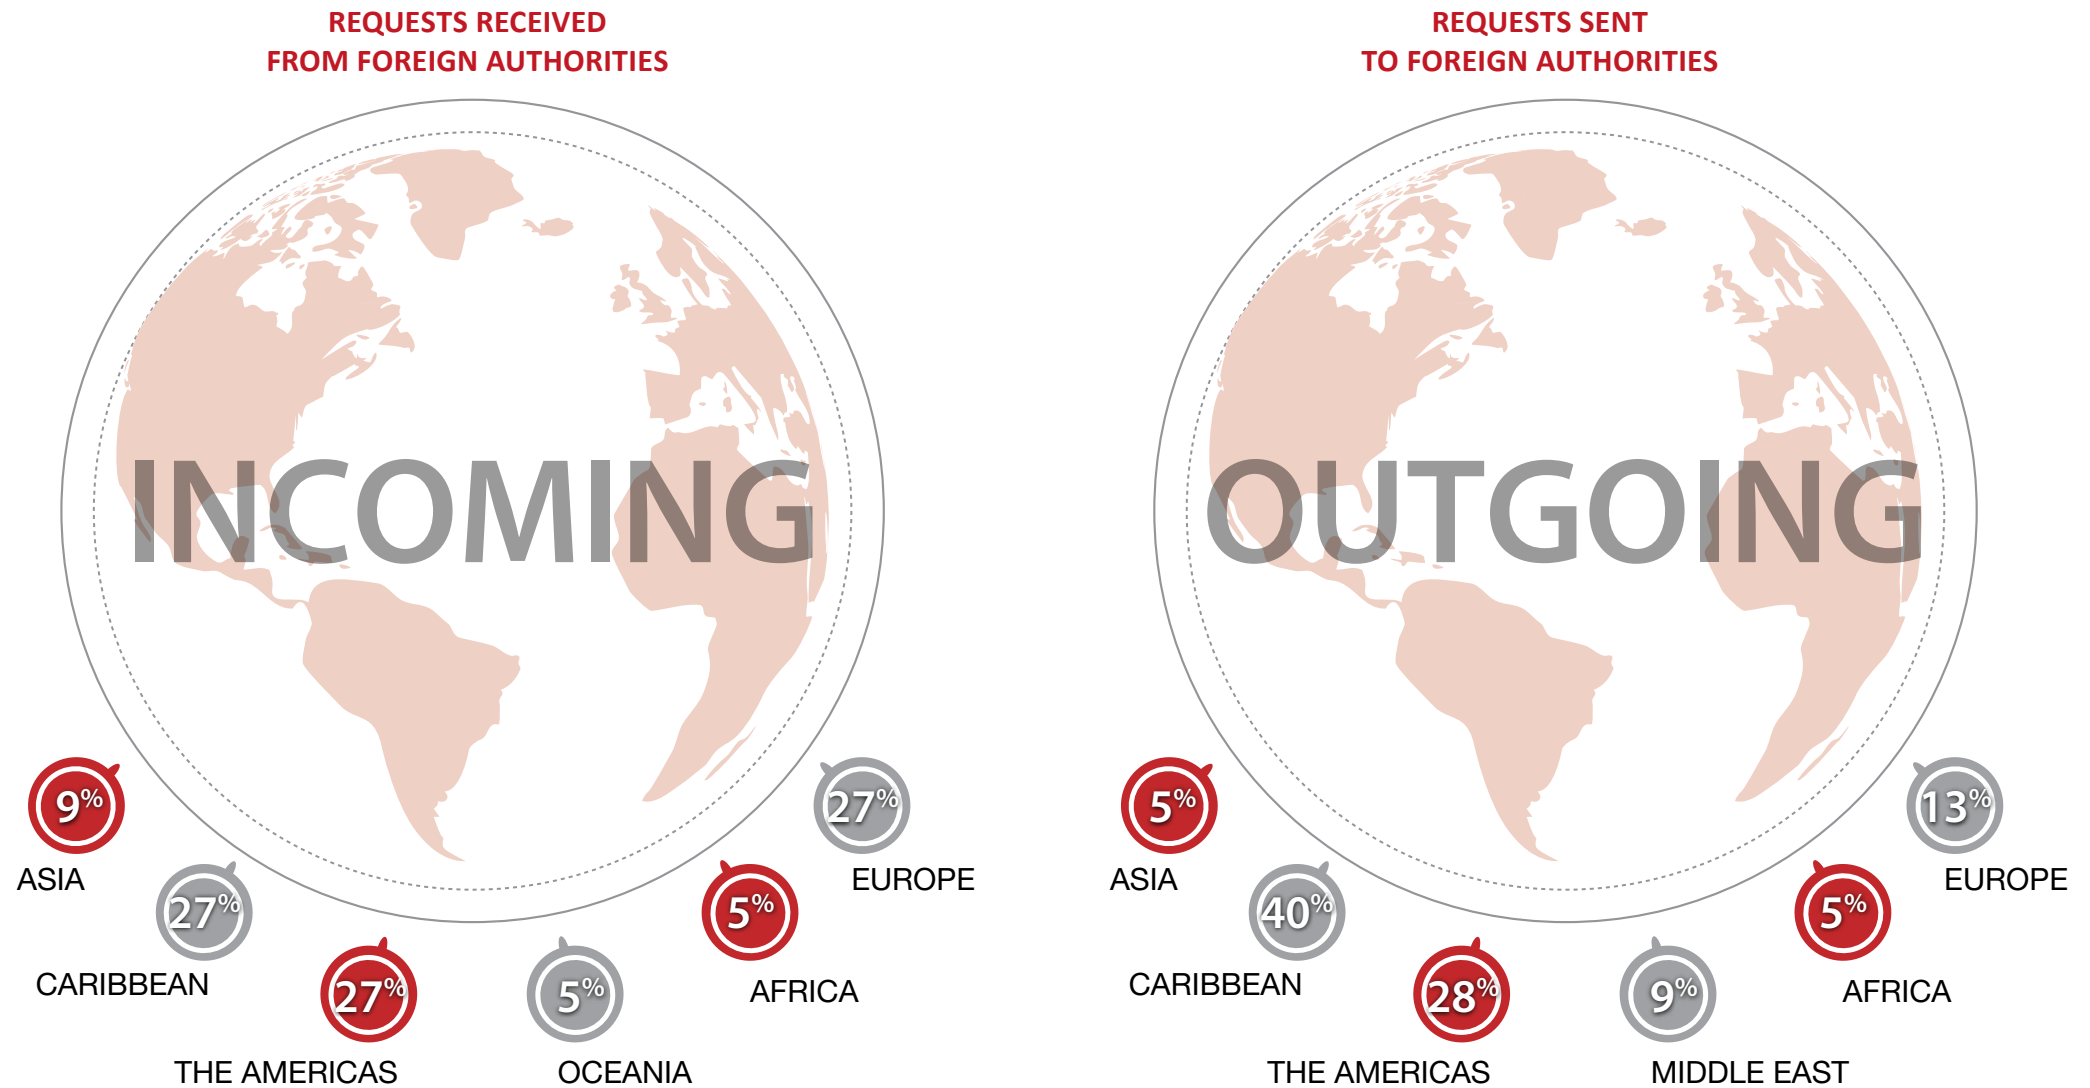 REQUESTS RECEIVED
FROM FOREIGN AUTHORITIES
INCOMING
9%
ASIA
27%
CARIBBEAN
27%
THE AMERICAS
5%
OCEANIA
5%
AFRICA
27%
EUROPE
REQUESTS SENT
TO FOREIGN AUTHORITIES
OUTGOING
5%
ASIA
40%
CARIBBEAN
28%
THE AMERICAS
9%
MIDDLE EAST
5%
AFRICA
13%
EUROPE